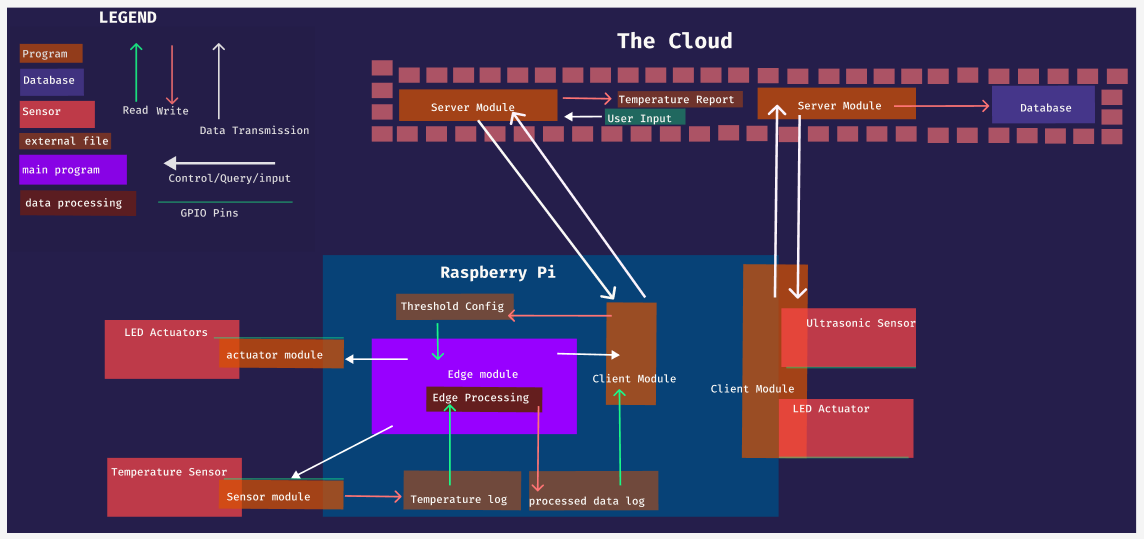 LEGEND
Program
Database
Sensor
external file
main program
data processing
Read
Write
Data Transmission
Control/Query/input
GPIO Pins
The Cloud
Server Module
Temperature Report
User Input
Server Module
Database
Raspberry Pi
Threshold Config
LED Actuators
actuator module
Edge module
Edge Processing
Client Module
Temperature Sensor
Sensor module
Temperature log
processed data log
Ultrasonic Sensor
Client Module
LED Actuator